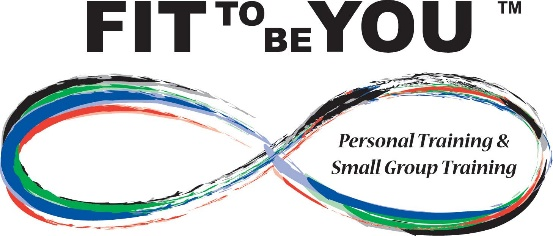 FIT TO BE YOU ™
Personal Training &
Small Group Training